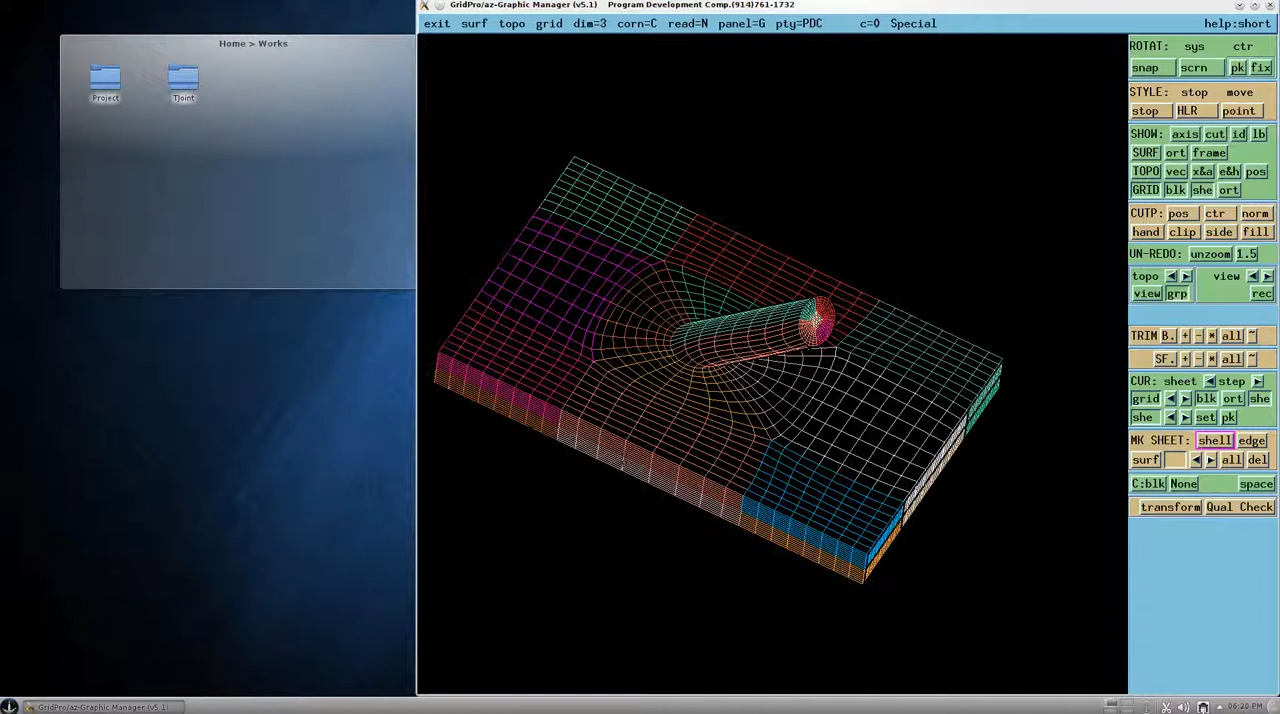 GridPro/az-Graphic Manager (v5.1) Program Development Comp.(914)761-1732
exit surf topo grid dim=3 corn=C read=N panel=G pty=PDC c=0 Special help:short
Home > Works
Project TJoint
ROTAT: sys ctr
snap scrn pk fix
STYLE: stop move
stop HLR point
SHOW: axis cut id lb
SURF ort frame
TOPO vec x&a e&h pos
GRID blk she ort
CUTP: pos ctr norm
hand clip side fill
UN-REDO: unzoom 1.5
topo view
view grp rec
TRIM B. + - * all ~
SF. + - * all ~
CUR: sheet step
grid blk ort she
she set pk
MK SHEET: shell edge
surf all del
C:blk None space
transform Qual Check
GridPro/az-Graphic Manager (v5.1)
06:20 PM